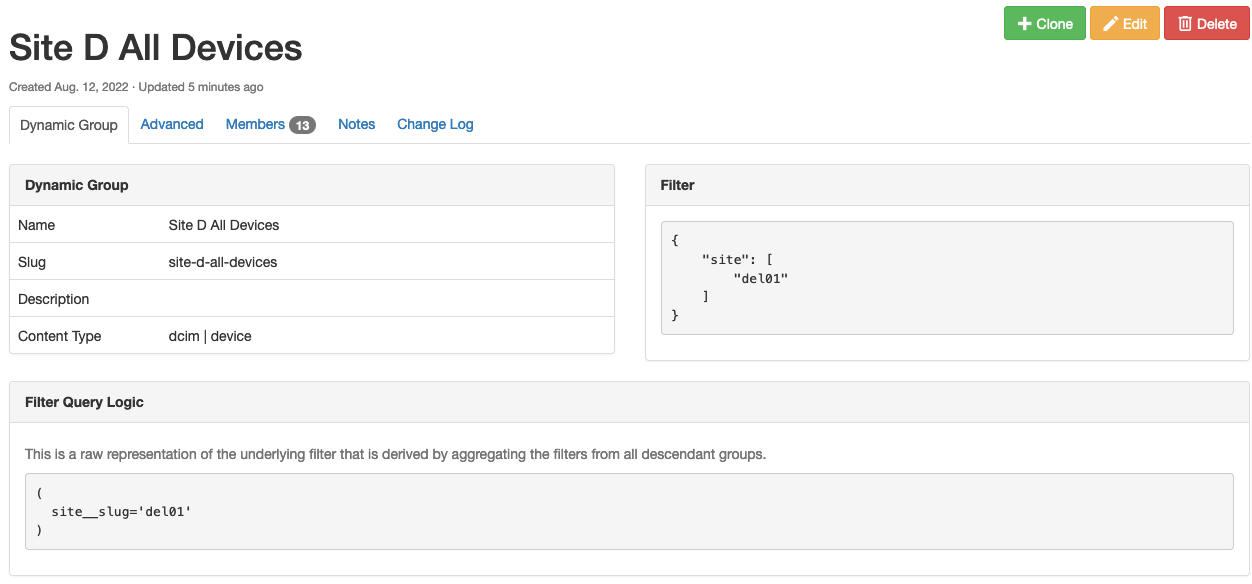 Clone Edit Delete
Site D All Devices
Created Aug. 12, 2022 · Updated 5 minutes ago
Dynamic Group Advanced Members 13 Notes Change Log
Dynamic Group
Name Site D All Devices
Slug site-d-all-devices
Description
Content Type dcim | device
Filter
{
    "site": [
        "del01"
    ]
}
Filter Query Logic
This is a raw representation of the underlying filter that is derived by aggregating the filters from all descendant groups.
(
  site__slug='del01'
)